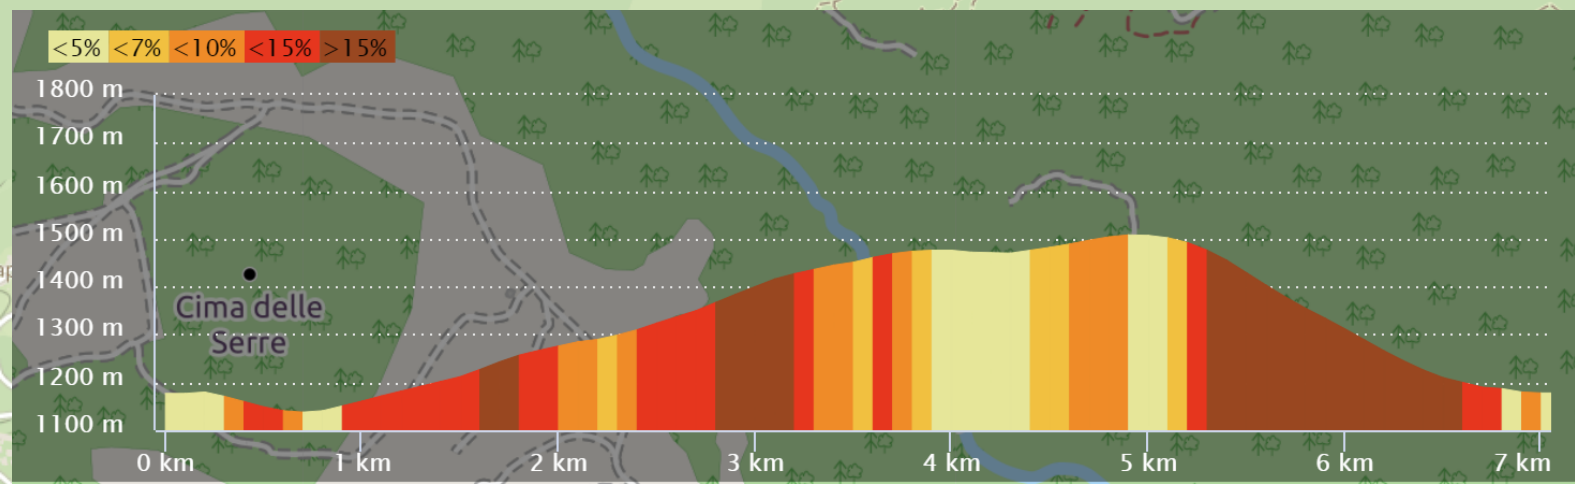 <5% <7% <10% <15% >15%
1800 m
1700 m
1600 m
1500 m
1400 m
1300 m
1200 m
1100 m
Cima delle
Serre
0 km 1 km 2 km 3 km 4 km 5 km 6 km 7 km